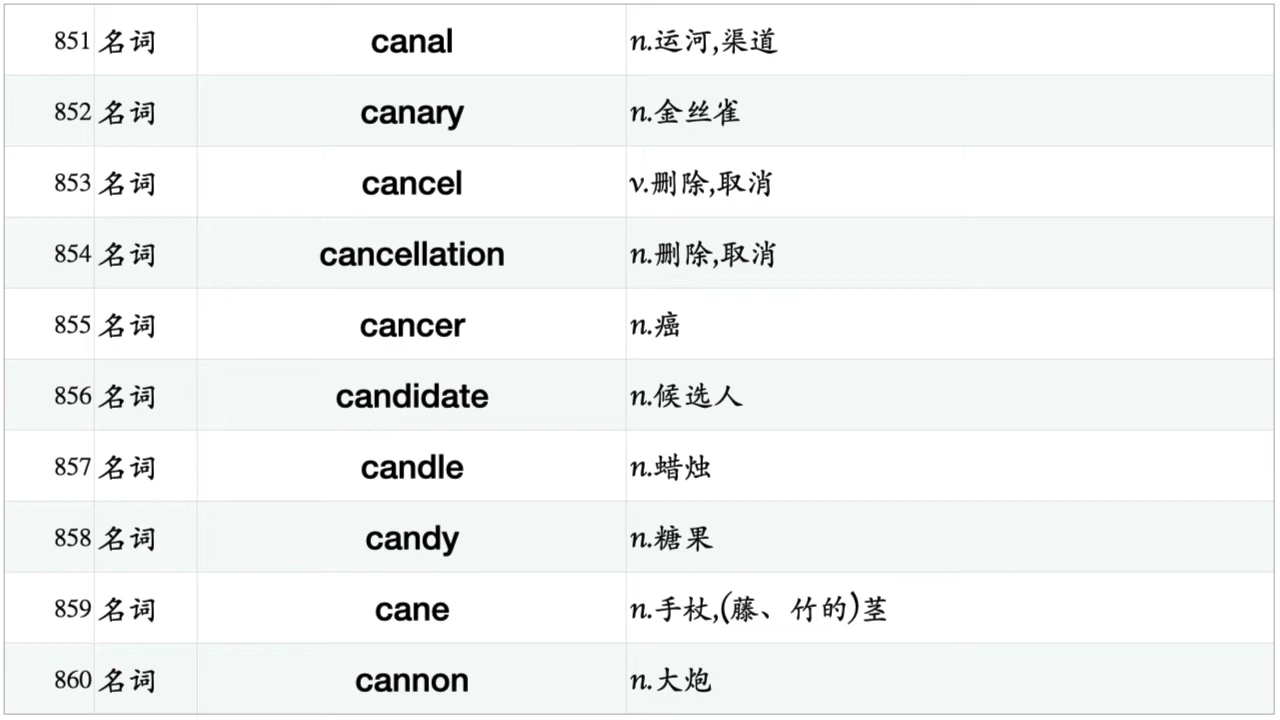 851 名词 canal n.运河,渠道
852 名词 canary n.金丝雀
853 名词 cancel v.删除,取消
854 名词 cancellation n.删除,取消
855 名词 cancer n.癌
856 名词 candidate n.候选人
857 名词 candle n.蜡烛
858 名词 candy n.糖果
859 名词 cane n.手杖,(藤、竹的)茎
860 名词 cannon n.大炮